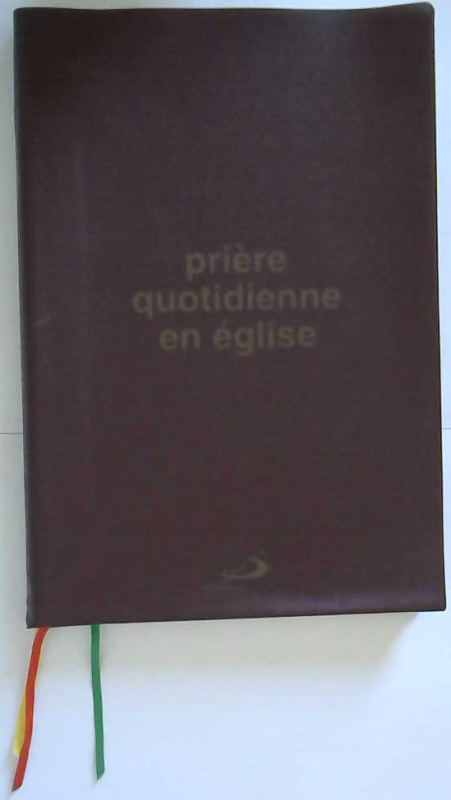 prière
quotidienne
en église